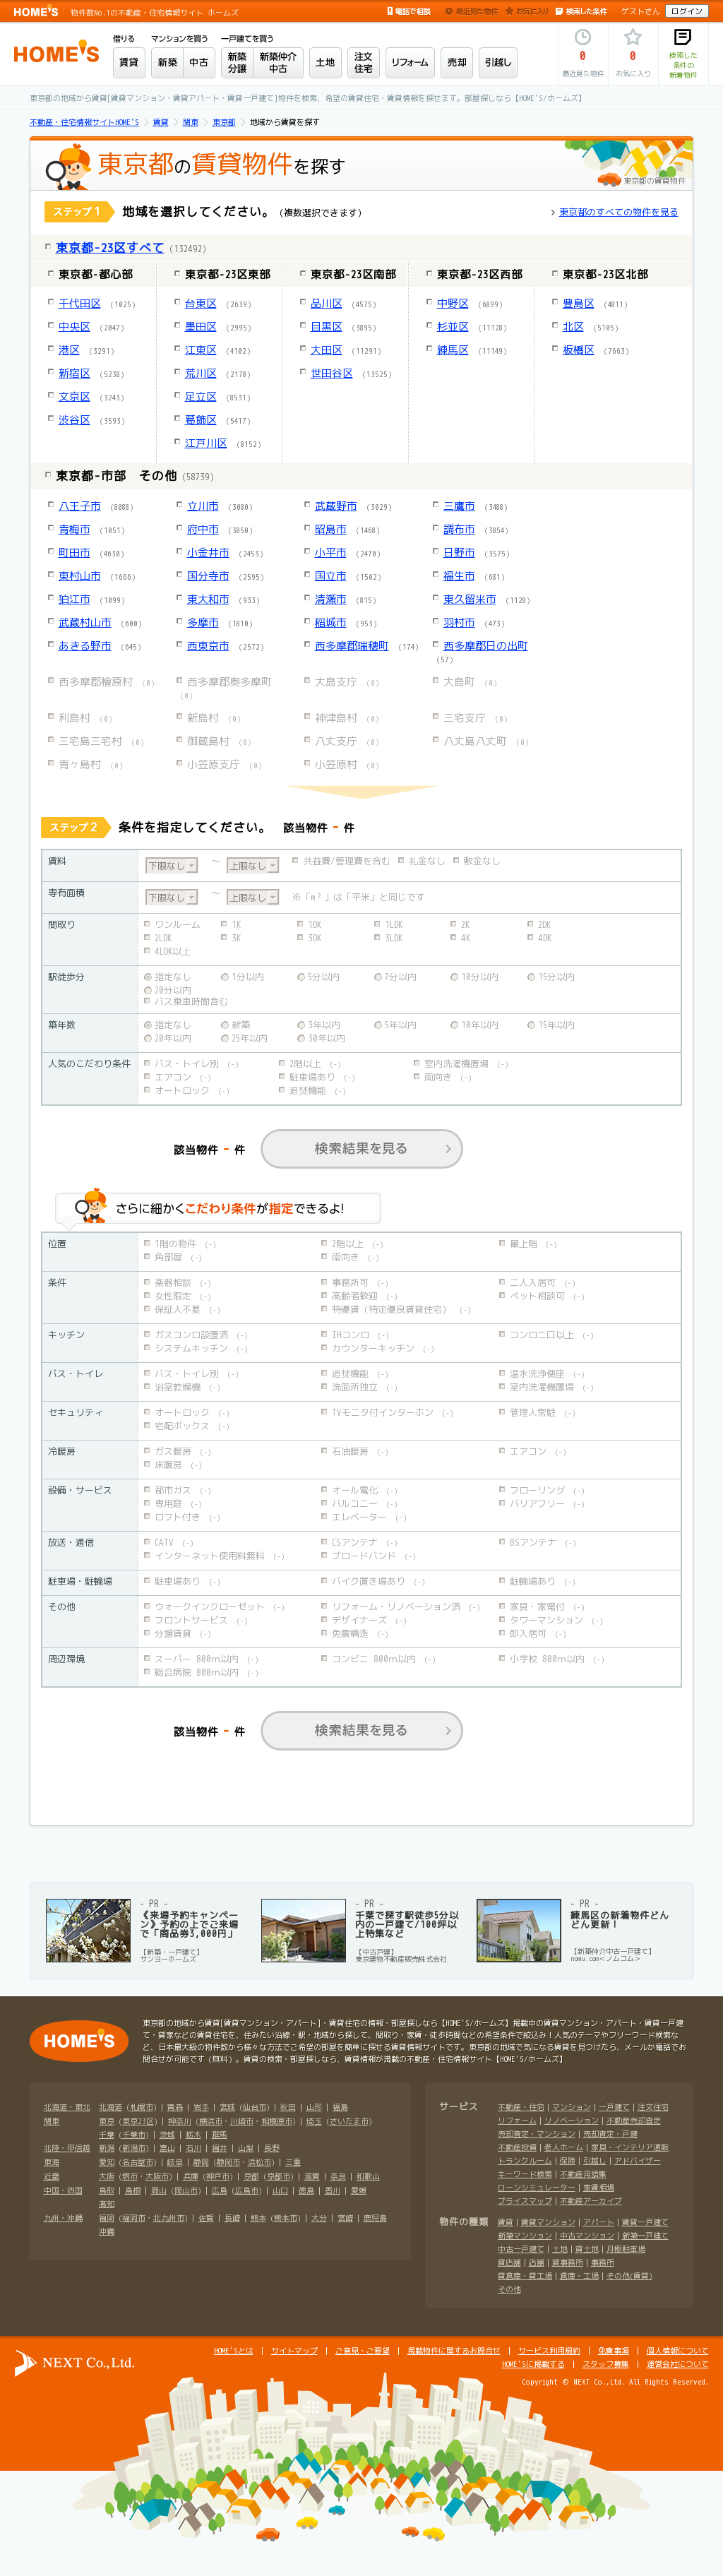 HOME'S 物件数No.1の不動産・住宅情報サイト ホームズ
電話で相談 最近見た物件 お気に入り 検索した条件 ゲストさん ログイン
HOME'S
借りる マンションを買う 一戸建てを買う
賃貸 新築 中古 新築分譲 新築仲介中古 土地 注文住宅 リフォーム 売却 引越し
0 最近見た物件
0 お気に入り
検索した条件の新着物件
東京都の地域から賃貸[賃貸マンション・賃貸アパート・賃貸一戸建て]物件を検索、希望の賃貸住宅・賃貸情報を探せます。部屋探しなら【HOME'S/ホームズ】
不動産・住宅情報サイトHOME'S > 賃貸 > 関東 > 東京都 > 地域から賃貸を探す
東京都の賃貸物件を探す
東京都の賃貸物件
ステップ1 地域を選択してください。(複数選択できます)
東京都のすべての物件を見る
東京都-23区すべて (132492)
東京都-都心部 東京都-23区東部 東京都-23区南部 東京都-23区西部 東京都-23区北部
千代田区 (1025) 台東区 (2639) 品川区 (4575) 中野区 (6899) 豊島区 (4811)
中央区 (2047) 墨田区 (2995) 目黒区 (3895) 杉並区 (11128) 北区 (5105)
港区 (3291) 江東区 (4102) 大田区 (11291) 練馬区 (11149) 板橋区 (7663)
新宿区 (5238) 荒川区 (2178) 世田谷区 (13525)
文京区 (3243) 足立区 (8531)
渋谷区 (3593) 葛飾区 (5417)
江戸川区 (8152)
東京都-市部 その他 (58739)
八王子市 (8088) 立川市 (3080) 武蔵野市 (3029) 三鷹市 (3488)
青梅市 (1051) 府中市 (3850) 昭島市 (1468) 調布市 (3854)
町田市 (4630) 小金井市 (2453) 小平市 (2470) 日野市 (3575)
東村山市 (1666) 国分寺市 (2595) 国立市 (1502) 福生市 (681)
狛江市 (1099) 東大和市 (933) 清瀬市 (815) 東久留米市 (1128)
武蔵村山市 (600) 多摩市 (1810) 稲城市 (953) 羽村市 (473)
あきる野市 (645) 西東京市 (2572) 西多摩郡瑞穂町 (174) 西多摩郡日の出町 (57)
西多摩郡檜原村 (0) 西多摩郡奥多摩町 (0) 大島支庁 (0) 大島町 (0)
利島村 (0) 新島村 (0) 神津島村 (0) 三宅支庁 (0)
三宅島三宅村 (0) 御蔵島村 (0) 八丈支庁 (0) 八丈島八丈町 (0)
青ヶ島村 (0) 小笠原支庁 (0) 小笠原村 (0)
ステップ2 条件を指定してください。 該当物件 - 件
賃料 下限なし ～ 上限なし 共益費/管理費を含む 礼金なし 敷金なし
専有面積 下限なし ～ 上限なし ※「m²」は「平米」と同じです
間取り ワンルーム 1K 1DK 1LDK 2K 2DK
2LDK 3K 3DK 3LDK 4K 4DK
4LDK以上
駅徒歩分 指定なし 1分以内 5分以内 7分以内 10分以内 15分以内
20分以内
バス乗車時間含む
築年数 指定なし 新築 3年以内 5年以内 10年以内 15年以内
20年以内 25年以内 30年以内
人気のこだわり条件 バス・トイレ別 (-) 2階以上 (-) 室内洗濯機置場 (-)
エアコン (-) 駐車場あり (-) 南向き (-)
オートロック (-) 追焚機能 (-)
該当物件 - 件 検索結果を見る
さらに細かくこだわり条件が指定できるよ!
位置 1階の物件 (-) 2階以上 (-) 最上階 (-)
角部屋 (-) 南向き (-)
条件 楽器相談 (-) 事務所可 (-) 二人入居可 (-)
女性限定 (-) 高齢者歓迎 (-) ペット相談可 (-)
保証人不要 (-) 特優賃(特定優良賃貸住宅) (-)
キッチン ガスコンロ設置済 (-) IHコンロ (-) コンロ二口以上 (-)
システムキッチン (-) カウンターキッチン (-)
バス・トイレ バス・トイレ別 (-) 追焚機能 (-) 温水洗浄便座 (-)
浴室乾燥機 (-) 洗面所独立 (-) 室内洗濯機置場 (-)
セキュリティ オートロック (-) TVモニタ付インターホン (-) 管理人常駐 (-)
宅配ボックス (-)
冷暖房 ガス暖房 (-) 石油暖房 (-) エアコン (-)
床暖房 (-)
設備・サービス 都市ガス (-) オール電化 (-) フローリング (-)
専用庭 (-) バルコニー (-) バリアフリー (-)
ロフト付き (-) エレベーター (-)
放送・通信 CATV (-) CSアンテナ (-) BSアンテナ (-)
インターネット使用料無料 (-) ブロードバンド (-)
駐車場・駐輪場 駐車場あり (-) バイク置き場あり (-) 駐輪場あり (-)
その他 ウォークインクローゼット (-) リフォーム・リノベーション済 (-) 家具・家電付 (-)
フロントサービス (-) デザイナーズ (-) タワーマンション (-)
分譲賃貸 (-) 免震構造 (-) 即入居可 (-)
周辺環境 スーパー 800m以内 (-) コンビニ 800m以内 (-) 小学校 800m以内 (-)
総合病院 800m以内 (-)
該当物件 - 件 検索結果を見る
- PR -
《来場予約キャンペーン》予約の上でご来場で「商品券3,000円」
【新築・一戸建て】
サンヨーホームズ
- PR -
千葉で探す駅徒歩5分以内の一戸建て/100坪以上特集など
【中古戸建】
東京建物不動産販売株式会社
- PR -
練馬区の新着物件どんどん更新!
【新築仲介中古一戸建て】
nomu.com<ノムコム>
HOME'S
東京都の地域から賃貸[賃貸マンション・アパート]・賃貸住宅の情報・部屋探しなら【HOME'S/ホームズ】掲載中の賃貸マンション・アパート・賃貸一戸建
て・貸家などの賃貸住宅を、住みたい沿線・駅・地域から探して、間取り・家賃・徒歩時間などの希望条件で絞込み!人気のテーマやフリーワード検索な
ど、日本最大級の物件数から様々な方法でご希望の部屋を簡単に探せる賃貸情報サイトです。東京都の地域で気になる賃貸を見つけたら、メールか電話でお
問合せが可能です(無料)。賃貸の検索・部屋探しなら、賃貸情報が満載の不動産・住宅情報サイト【HOME'S/ホームズ】
北海道・東北 北海道 (札幌市) | 青森 | 岩手 | 宮城 (仙台市) | 秋田 | 山形 | 福島
関東 東京 (東京23区) | 神奈川 (横浜市・川崎市・相模原市) | 埼玉 (さいたま市)
千葉 (千葉市) | 茨城 | 栃木 | 群馬
北陸・甲信越 新潟 (新潟市) | 富山 | 石川 | 福井 | 山梨 | 長野
東海 愛知 (名古屋市) | 岐阜 | 静岡 (静岡市・浜松市) | 三重
近畿 大阪 (堺市・大阪市) | 兵庫 (神戸市) | 京都 (京都市) | 滋賀 | 奈良 | 和歌山
中国・四国 鳥取 | 島根 | 岡山 (岡山市) | 広島 (広島市) | 山口 | 徳島 | 香川 | 愛媛
高知
九州・沖縄 福岡 (福岡市・北九州市) | 佐賀 | 長崎 | 熊本 (熊本市) | 大分 | 宮崎 | 鹿児島
沖縄
サービス 不動産・住宅 | マンション | 一戸建て | 注文住宅
リフォーム | リノベーション | 不動産売却査定
売却査定・マンション | 売却査定・戸建
不動産投資 | 老人ホーム | 家具・インテリア通販
トランクルーム | 保険 | 引越し | アドバイザー
キーワード検索 | 不動産用語集
ローンシミュレーター | 家賃相場
プライスマップ | 不動産アーカイブ
物件の種類 賃貸 | 賃貸マンション | アパート | 賃貸一戸建て
新築マンション | 中古マンション | 新築一戸建て
中古一戸建て | 土地 | 貸土地 | 月極駐車場
貸店舗 | 店舗 | 貸事務所 | 事務所
貸倉庫・貸工場 | 倉庫・工場 | その他(賃貸)
その他
NEXT Co.,Ltd.
HOME'Sとは | サイトマップ | ご意見・ご要望 | 掲載物件に関するお問合せ | サービス利用規約 | 免責事項 | 個人情報について
HOME'Sに掲載する | スタッフ募集 | 運営会社について
Copyright © NEXT Co.,Ltd. All Rights Reserved.